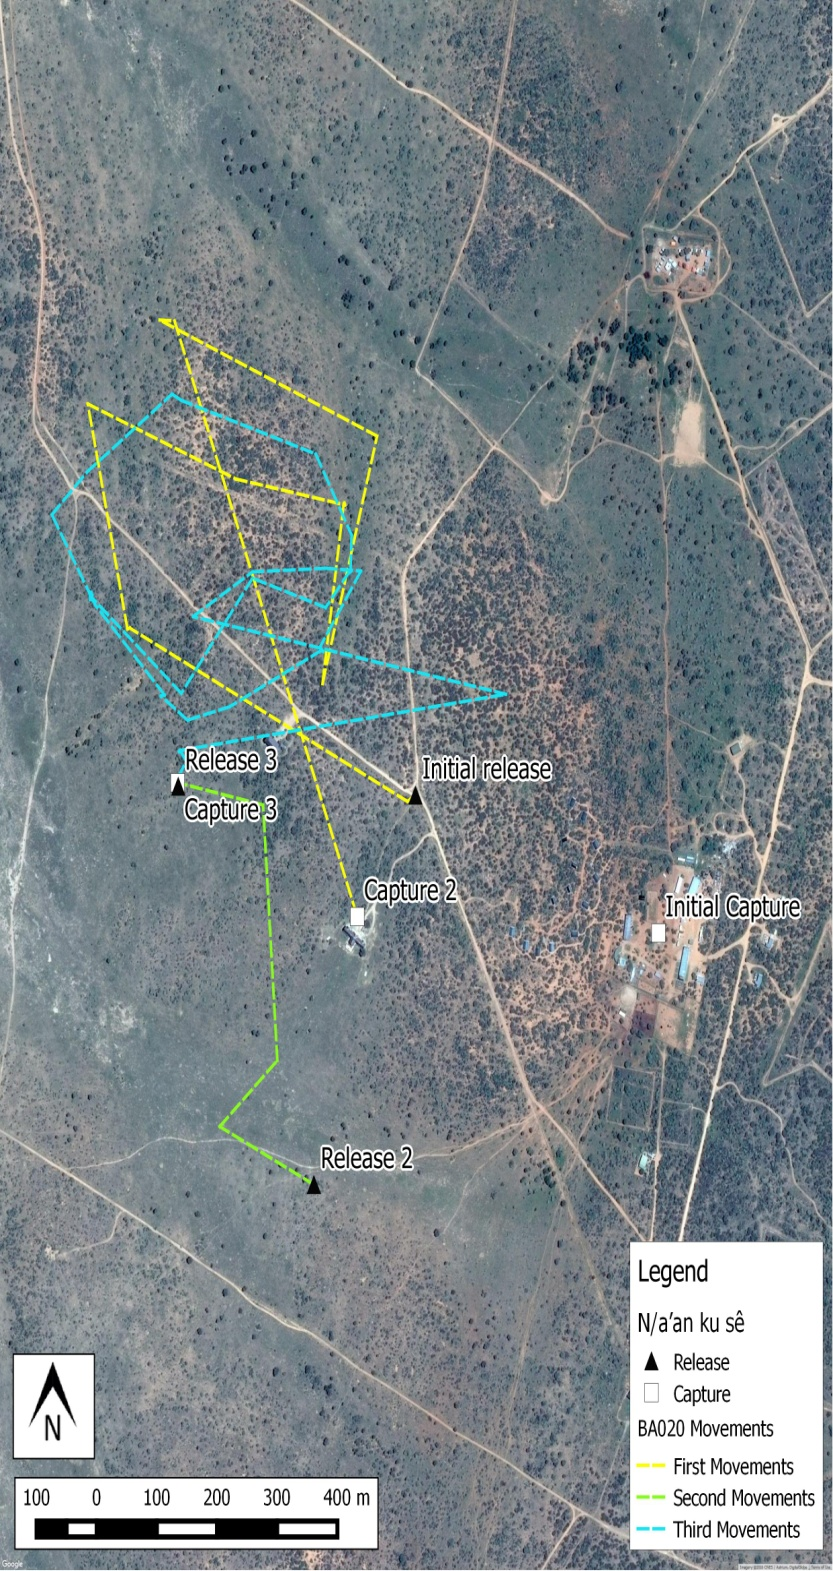 Release 3
Capture 3
Initial release
Capture 2
Initial Capture
Release 2
Legend
N/a'an ku sê
Release
Capture
BA020 Movements
First Movements
Second Movements
Third Movements
N
100 0 100 200 300 400 m
Google